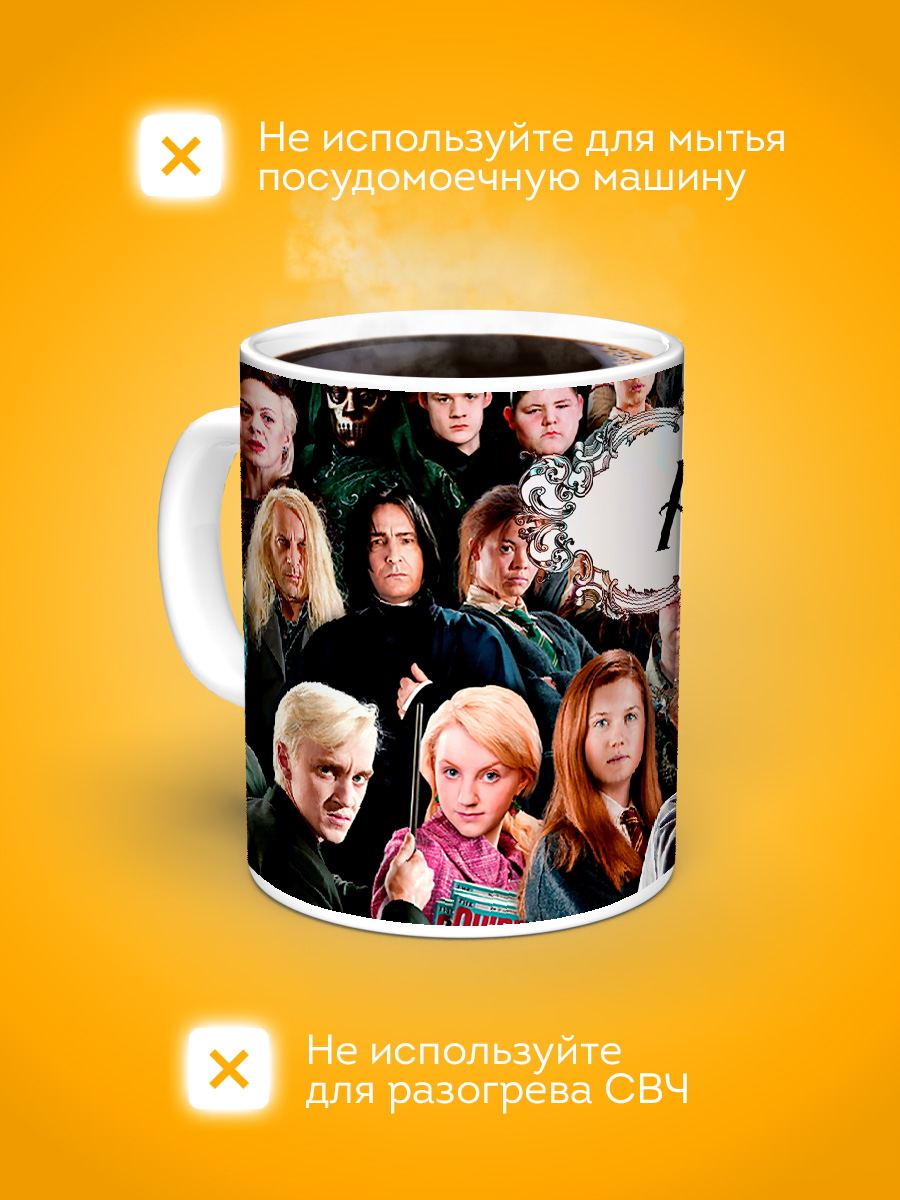 Не используйте для мытья
посудомоечную машину
Не используйте
для разогрева СВЧ